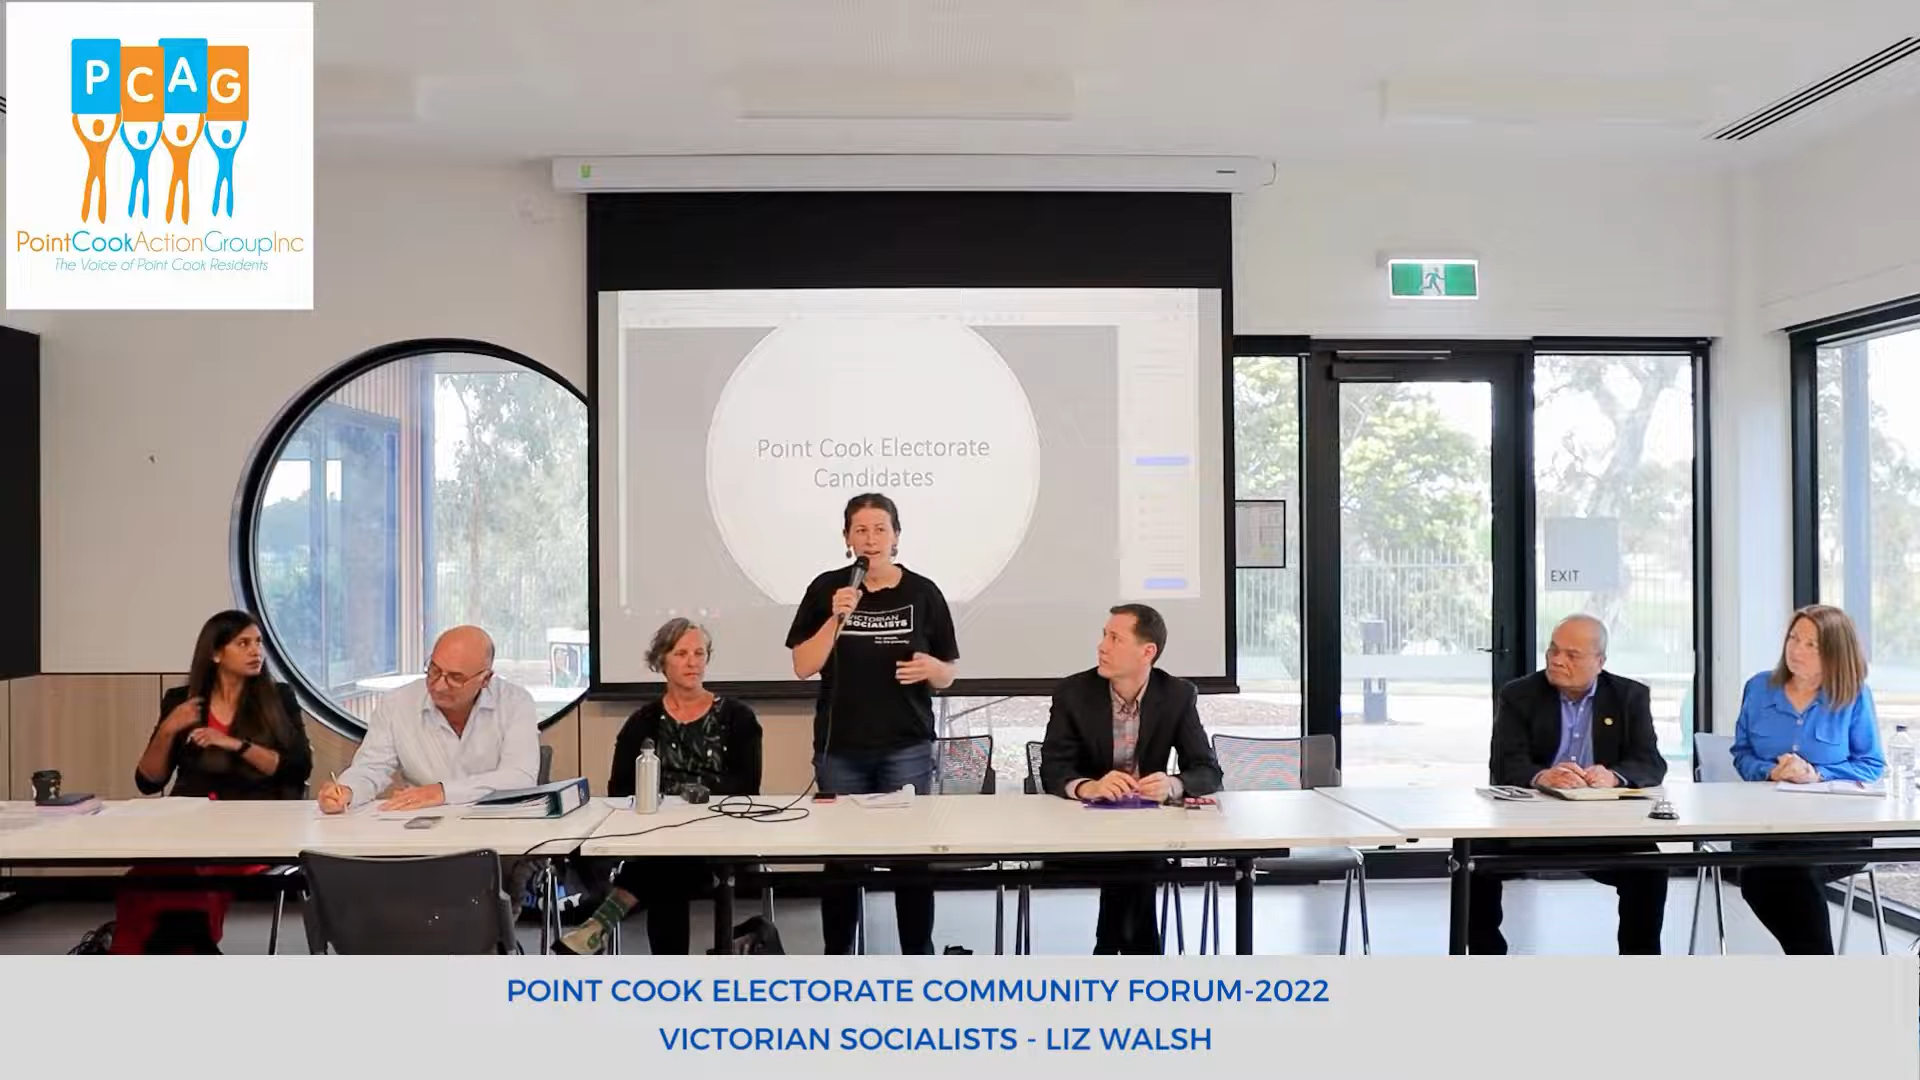 PCAG
PointCookActionGroupInc
The Voice of Point Cook Residents
Point Cook Electorate
Candidates
VICTORIAN
SOCIALISTS
EXIT
POINT COOK ELECTORATE COMMUNITY FORUM-2022
VICTORIAN SOCIALISTS - LIZ WALSH